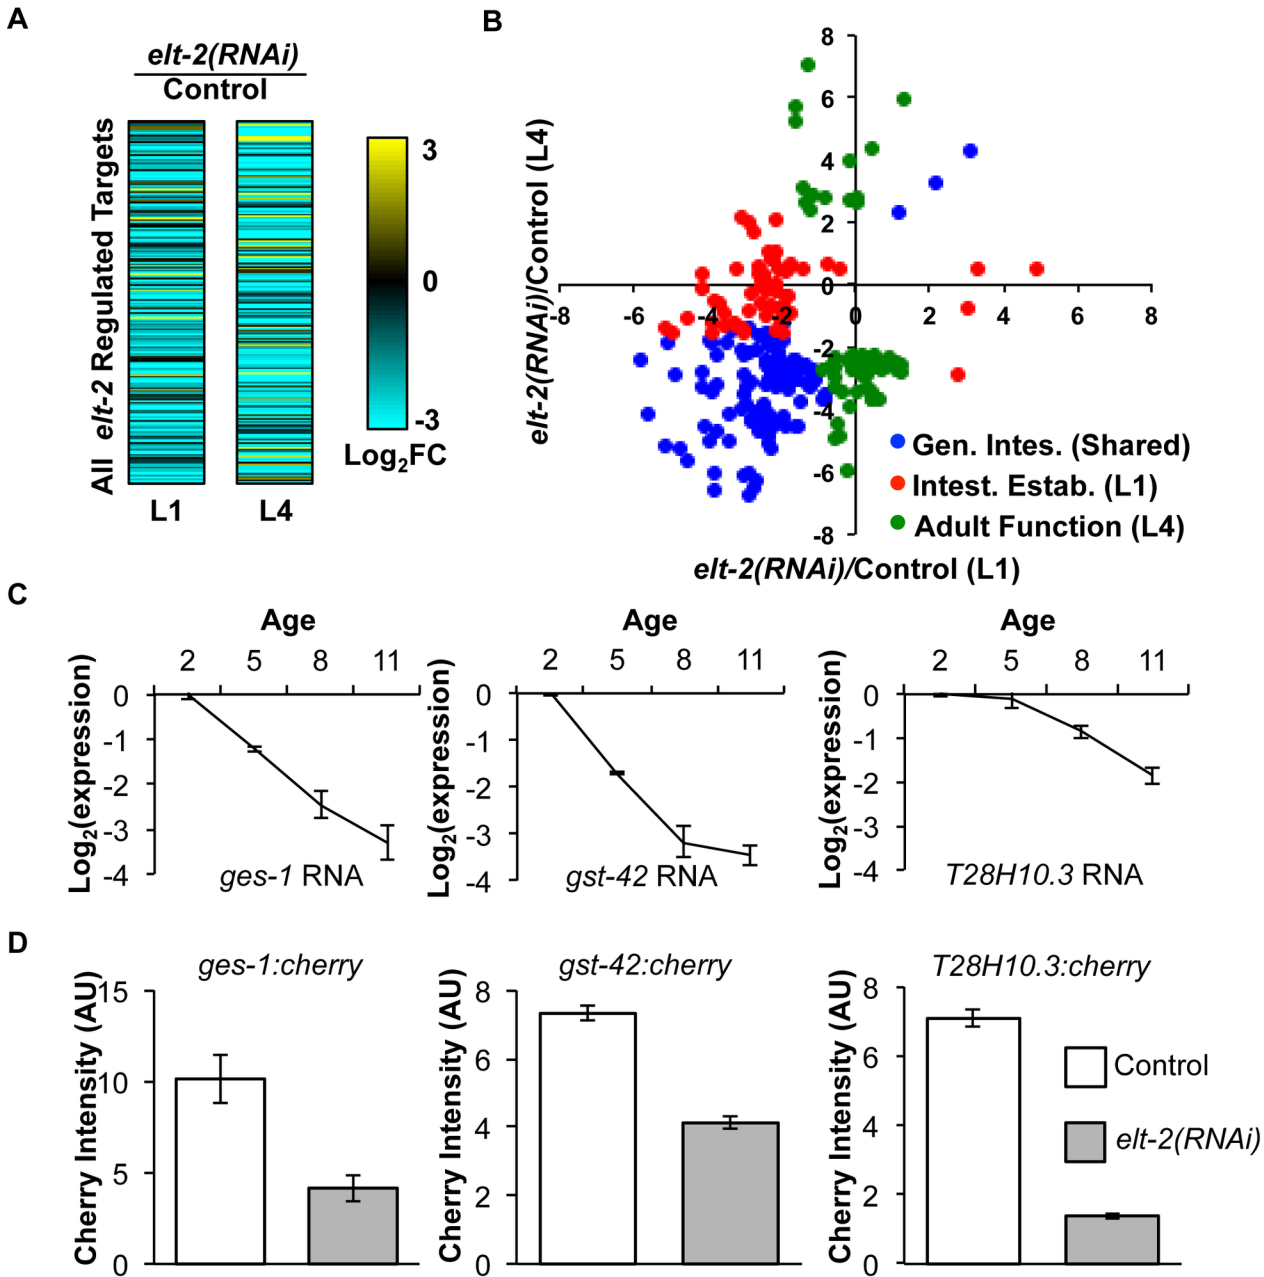 A
elt-2(RNAi)
Control
All elt-2 Regulated Targets
L1
L4
3
0
-3
Log2FC
B
elt-2(RNAi)/Control (L4)
8
6
4
2
0
-2
-4
-6
-8
-8
-6
-4
-2
0
2
4
6
8
Gen. Intes. (Shared)
Intest. Estab. (L1)
Adult Function (L4)
elt-2(RNAi)/Control (L1)
C
Age
2 5 8 11
Log2(expression)
0
-1
-2
-3
-4
ges-1 RNA
Age
2 5 8 11
Log2(expression)
0
-1
-2
-3
-4
gst-42 RNA
Age
2 5 8 11
Log2(expression)
0
-1
-2
-3
-4
T28H10.3 RNA
D
ges-1:cherry
Cherry Intensity (AU)
15
10
5
0
gst-42:cherry
Cherry Intensity (AU)
8
6
4
2
0
T28H10.3:cherry
Cherry Intensity (AU)
8
6
4
2
0
Control
elt-2(RNAi)